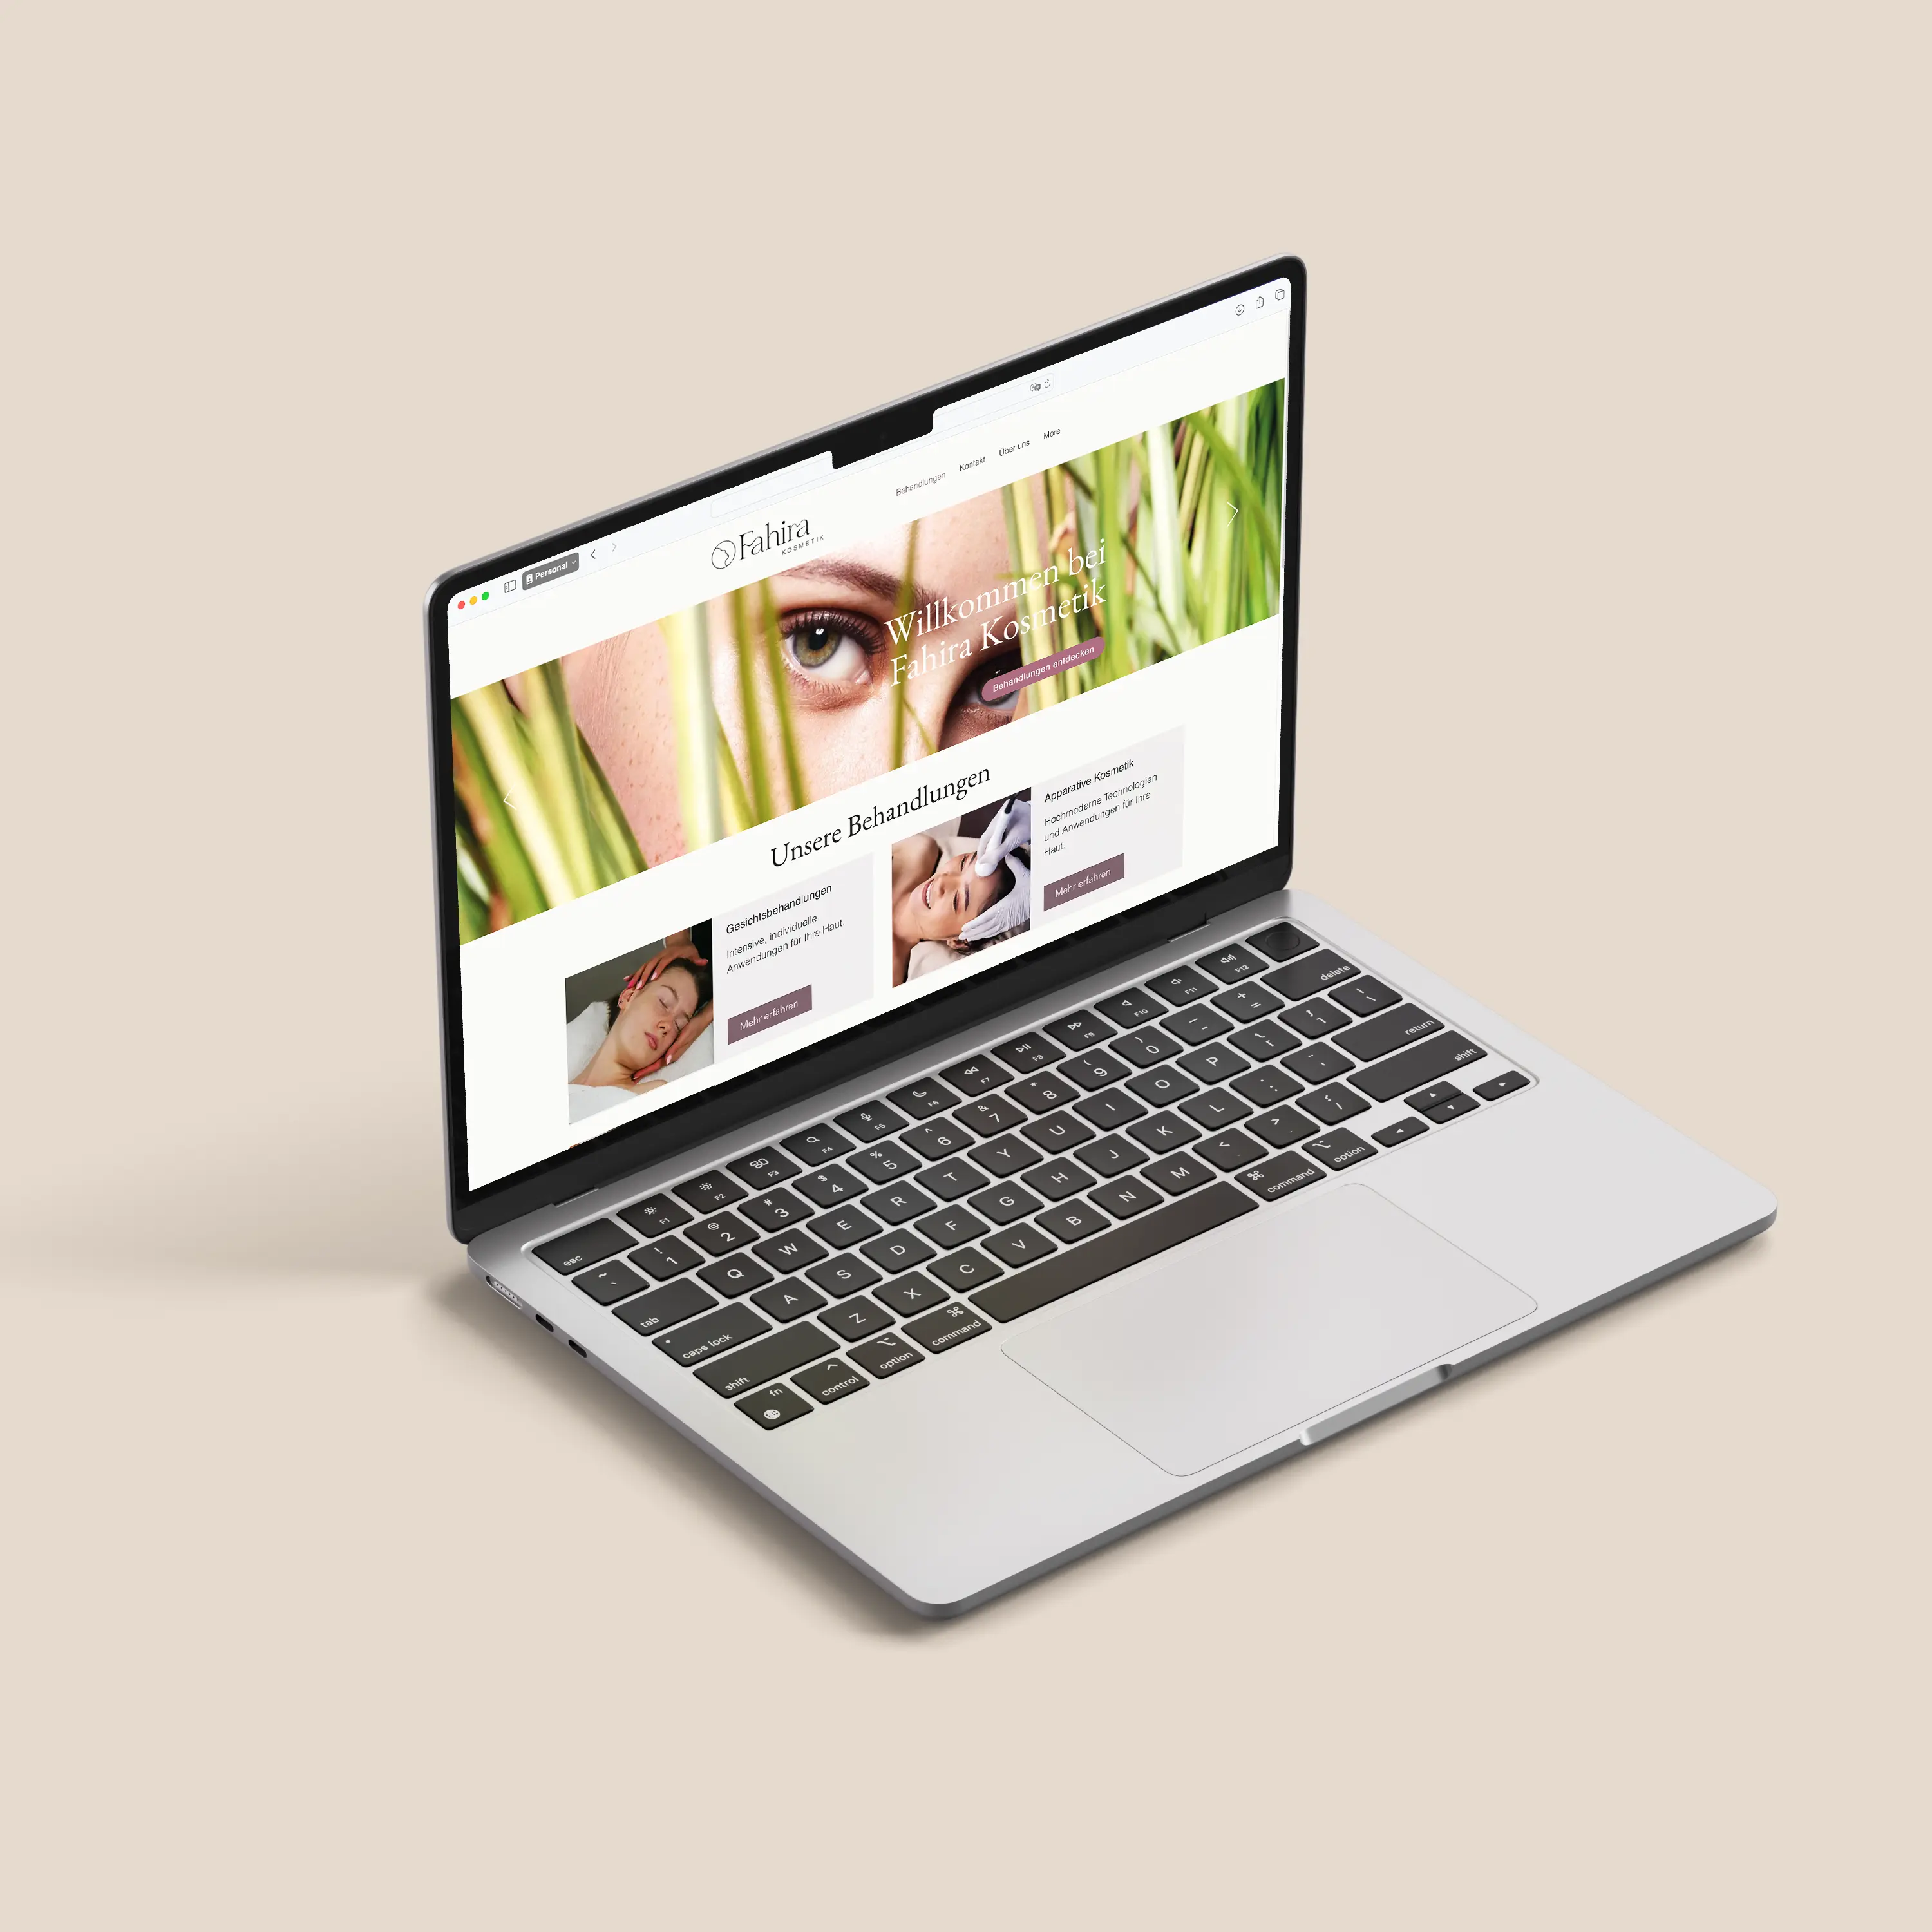 Personal
Fahira
KOSMETIK
Behandlungen
Kontakt
Über uns
More
Willkommen bei
Fahira Kosmetik
Behandlungen entdecken
Unsere Behandlungen
Gesichtsbehandlungen
Intensive, individuelle
Anwendungen für Ihre Haut.
Mehr erfahren
Apparative Kosmetik
Hochmoderne Technologien
und Anwendungen für Ihre
Haut.
Mehr erfahren
esc F1 F2 F3 F4 F5 F6 F7 F8 F9 F10 F11 F12
~ ` ! 1 @ 2 # 3 $ 4 % 5 ^ 6 & 7 * 8 ( 9 ) 0 — - + = delete
tab Q W E R T Y U I O P { [ } ] | \
caps lock A S D F G H J K L : ; " ' return
shift Z X C V B N M < , > . ? / shift
fn control option command command option